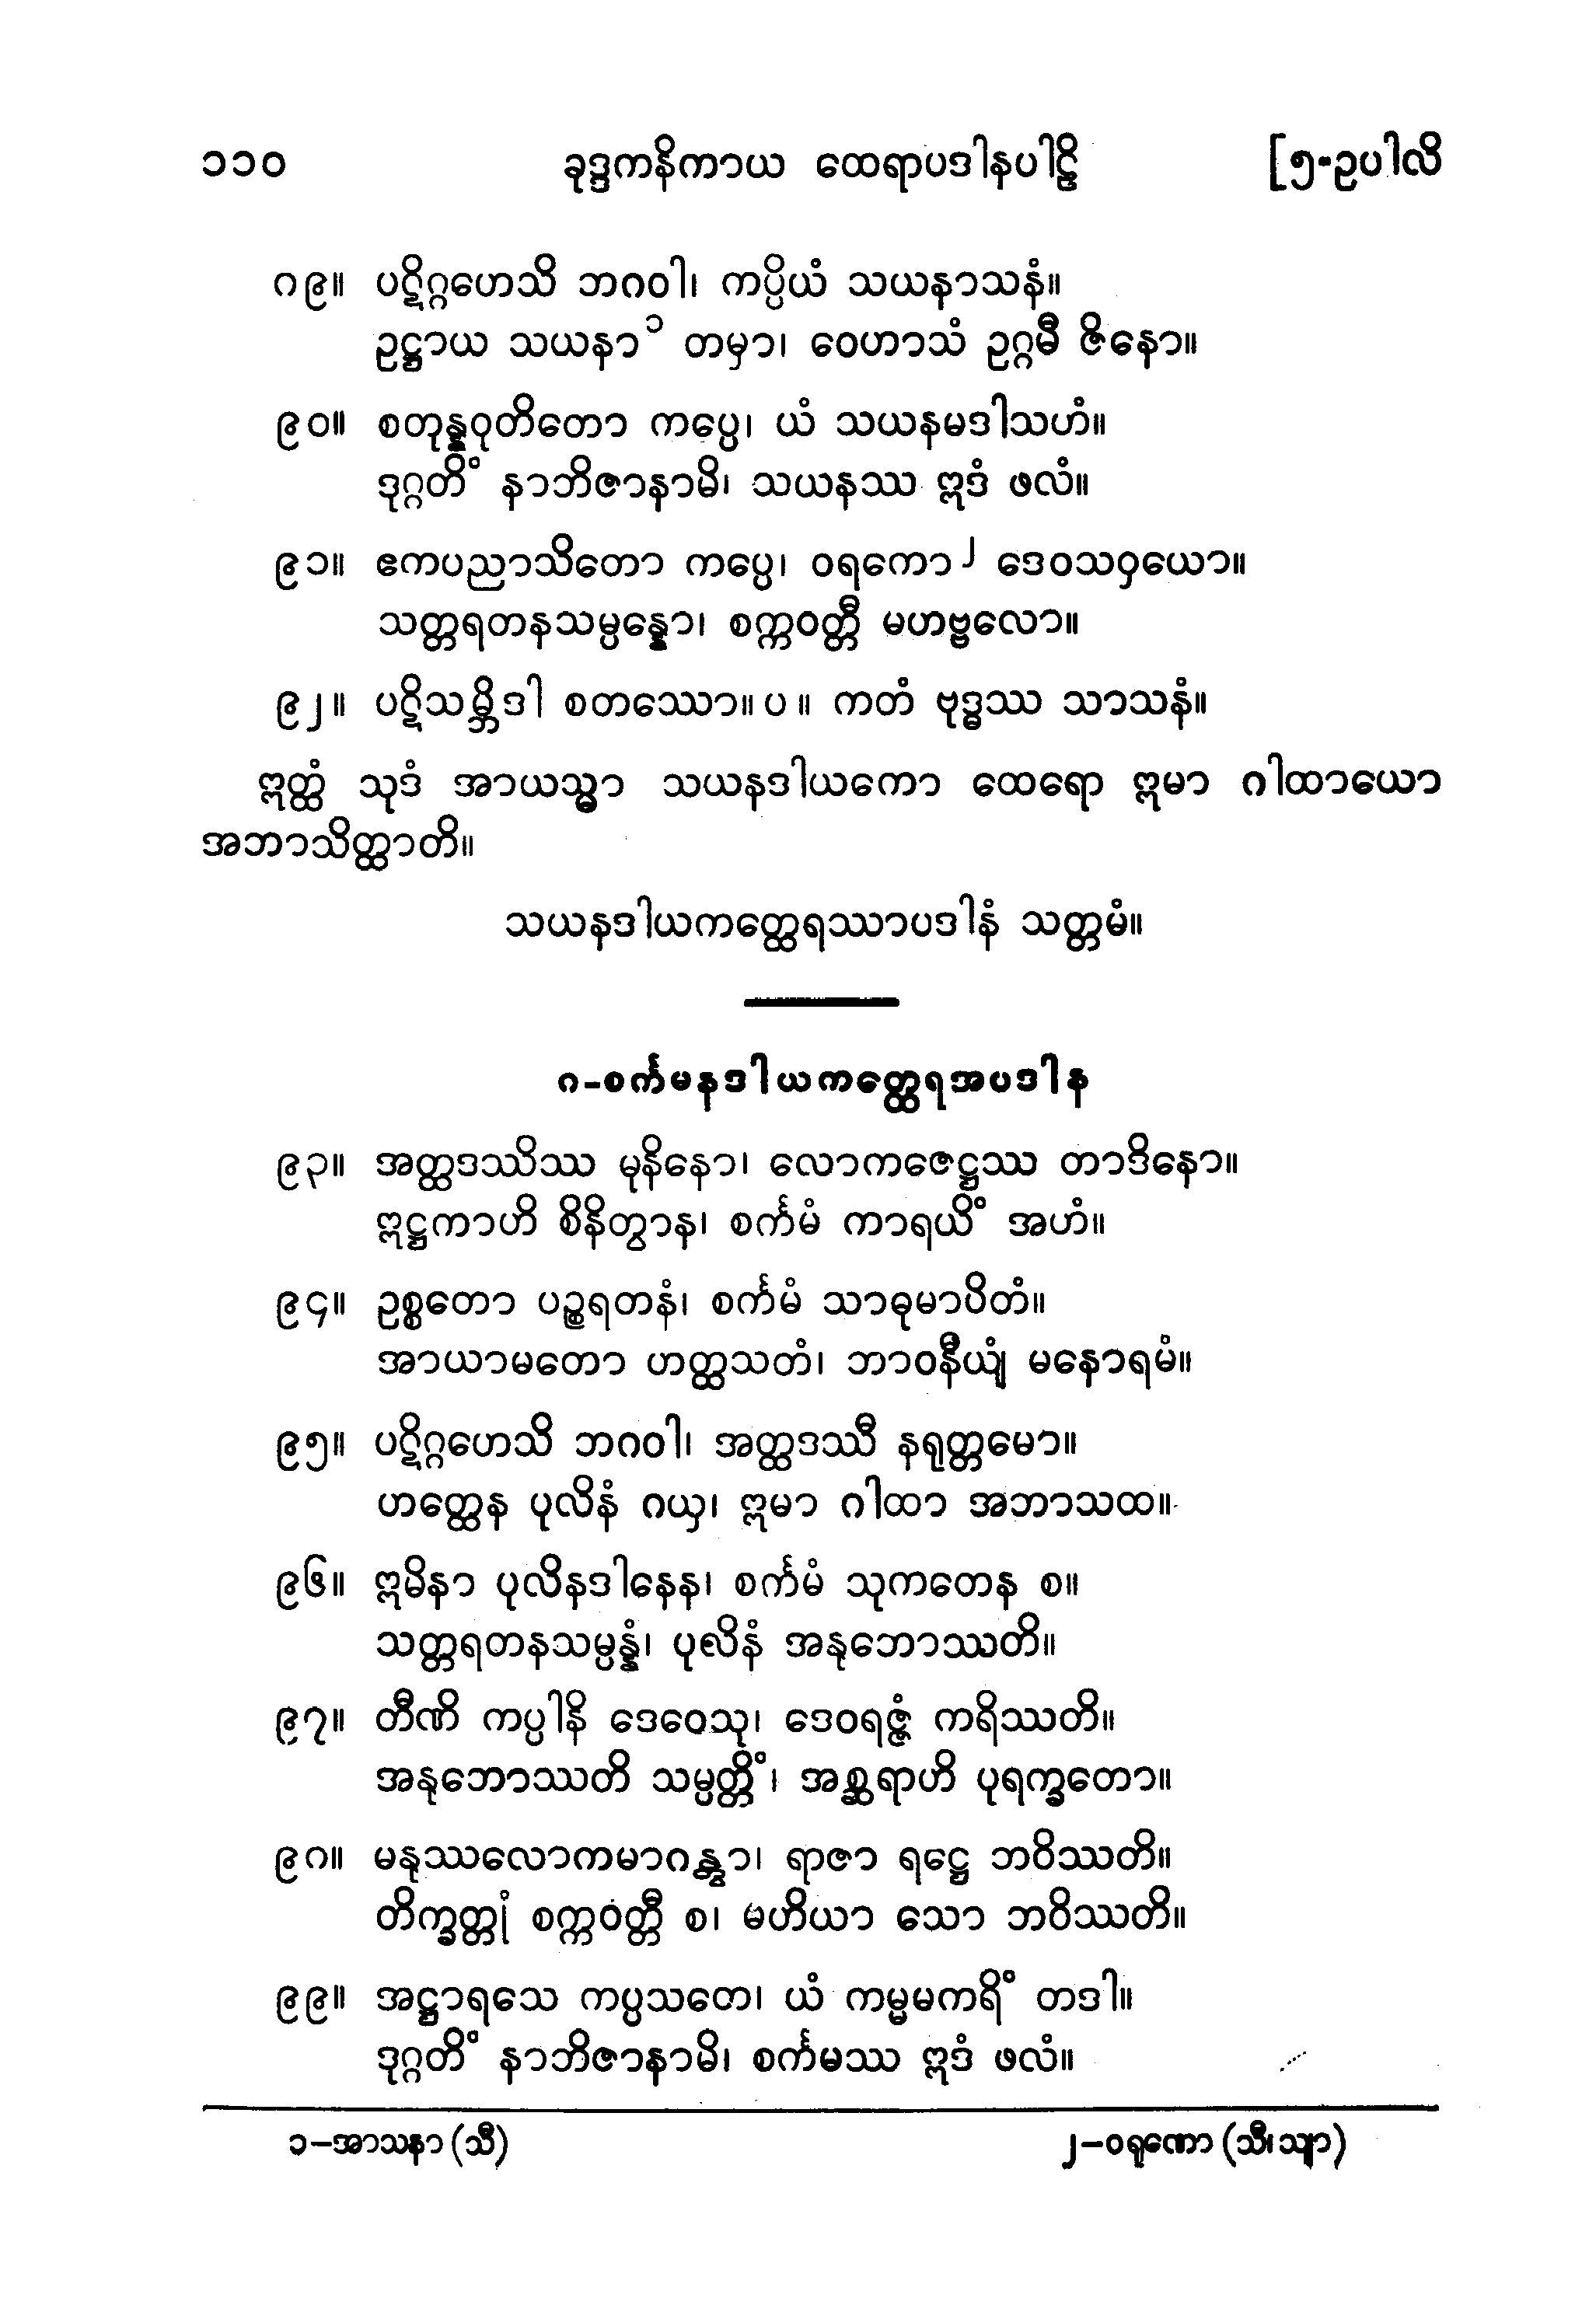 ၁၁၀ ခုဒ္ဒကနိကာယ ထေရာပဒါနပါဠိ [၅-ဥပါလိ
၈၉။ ပဋိဂ္ဂဟေသိ ဘဂဝါ၊ ကပ္ပိယံ သယနာသနံ။
ဥဋ္ဌာယ သယနာ ၁ တမှာ၊ ဝေဟာသံ ဥဂ္ဂမီ ဇိနော။
၉၀။ စတုန္နဝုတိတော ကပ္ပေ၊ ယံ သယနမဒါသဟံ။
ဒုဂ္ဂတိံ နာဘိဇာနာမိ၊ သယနဿ ဣဒံ ဖလံ။
၉၁။ ဧကပညာသိတော ကပ္ပေ၊ ဝရကော ၂ ဒေဝသဝှယော။
သတ္တရတနသမ္ပန္နော၊ စက္ကဝတ္တီ မဟဗ္ဗလော။
၉၂။ ပဋိသမ္ဘိဒါ စတဿော။ ပ ။ ကတံ ဗုဒ္ဓဿ သာသနံ။
ဣတ္ထံ သုဒံ အာယသ္မာ သယနဒါယကော ထေရော ဣမာ ဂါထာယော
အဘာသိတ္ထာတိ။
သယနဒါယကတ္ထေရဿာပဒါနံ သတ္တမံ။
၈-စင်္ကမနဒါယကတ္ထေရအပဒါန
၉၃။ အတ္ထဒဿိဿ မုနိနော၊ လောကဇေဋ္ဌဿ တာဒိနော။
ဣဋ္ဌကာဟိ စိနိတွာန၊ စင်္ကမံ ကာရယိံ အဟံ။
၉၄။ ဥစ္စတော ပဉ္စရတနံ၊ စင်္ကမံ သာဓုမာပိတံ။
အာယာမတော ဟတ္ထသတံ၊ ဘာဝနီယျံ မနောရမံ။
၉၅။ ပဋိဂ္ဂဟေသိ ဘဂဝါ၊ အတ္ထဒဿီ နရုတ္တမော။
ဟတ္ထေန ပုလိနံ ဂယှ၊ ဣမာ ဂါထာ အဘာသထ။
၉၆။ ဣမိနာ ပုလိနဒါနေန၊ စင်္ကမံ သုကတေန စ။
သတ္တရတနသမ္ပန္နံ၊ ပုလိနံ အနုဘောဿတိ။
၉၇။ တီဏိ ကပ္ပါနိ ဒေဝေသု၊ ဒေဝရဇ္ဇံ ကရိဿတိ။
အနုဘောဿတိ သမ္ပတ္တိံ၊ အစ္ဆရာဟိ ပုရက္ခတော။
၉၈။ မနုဿလောကမာဂန္တွာ၊ ရာဇာ ရဋ္ဌေ ဘဝိဿတိ။
တိက္ခတ္တုံ စက္ကဝတ္တီ စ၊ မဟိယာ သော ဘဝိဿတိ။
၉၉။ အဋ္ဌာရသေ ကပ္ပသတေ၊ ယံ ကမ္မမကရိံ တဒါ။
ဒုဂ္ဂတိံ နာဘိဇာနာမိ၊ စင်္ကမဿ ဣဒံ ဖလံ။
၁-အာသနာ (သီ) ၂-ဝရုဏော (သီ၊ သျာ)